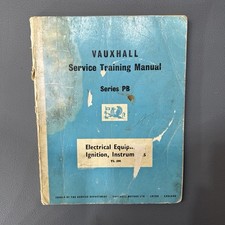 VAUXHALL
Service Training Manual
Series PB
Electrical Equip
Ignition, Instrum